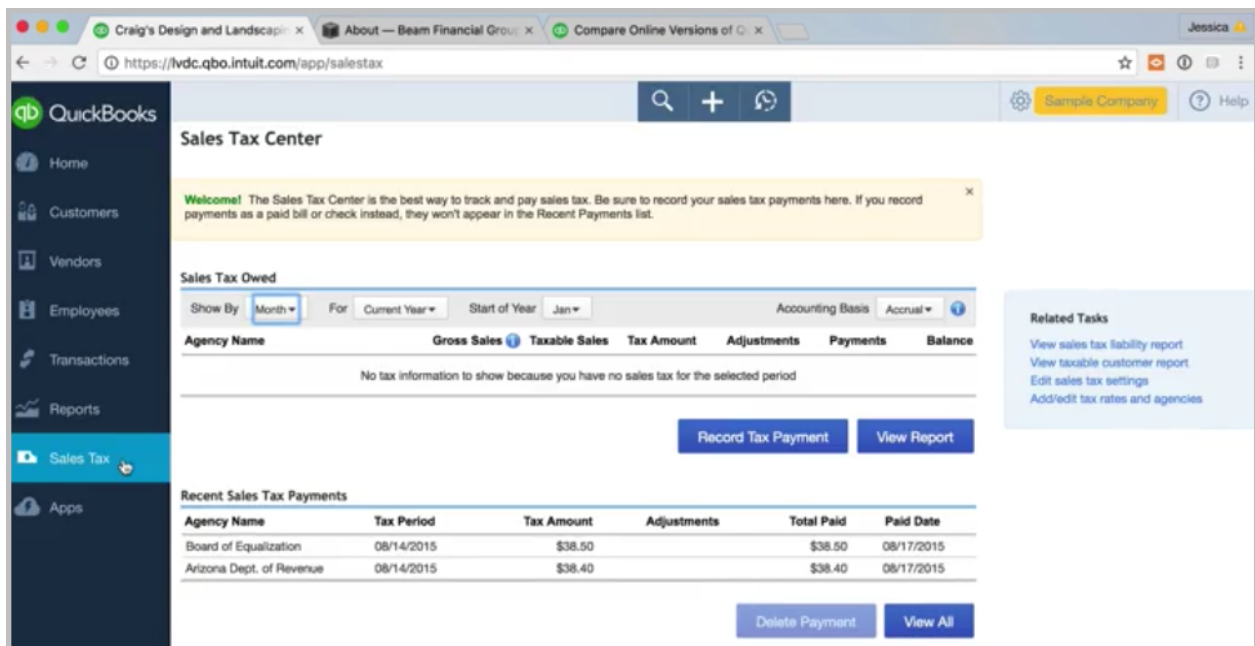 Craig's Design and Landscapin
About — Beam Financial Group
Compare Online Versions of Q
Jessica
https://lvdc.qbo.intuit.com/app/salestax
qb QuickBooks
Sample Company
Help
Home
Customers
Vendors
Employees
Transactions
Reports
Sales Tax
Apps
Sales Tax Center
Welcome! The Sales Tax Center is the best way to track and pay sales tax. Be sure to record your sales tax payments here. If you record
payments as a paid bill or check instead, they won't appear in the Recent Payments list.
Sales Tax Owed
Show By Month For Current Year Start of Year Jan Accounting Basis Accrual
Agency Name Gross Sales Taxable Sales Tax Amount Adjustments Payments Balance
No tax information to show because you have no sales tax for the selected period
Record Tax Payment View Report
Recent Sales Tax Payments
Agency Name Tax Period Tax Amount Adjustments Total Paid Paid Date
Board of Equalization 08/14/2015 $38.50 $38.50 08/17/2015
Arizona Dept. of Revenue 08/14/2015 $38.40 $38.40 08/17/2015
Delete Payment View All
Related Tasks
View sales tax liability report
View taxable customer report
Edit sales tax settings
Add/edit tax rates and agencies